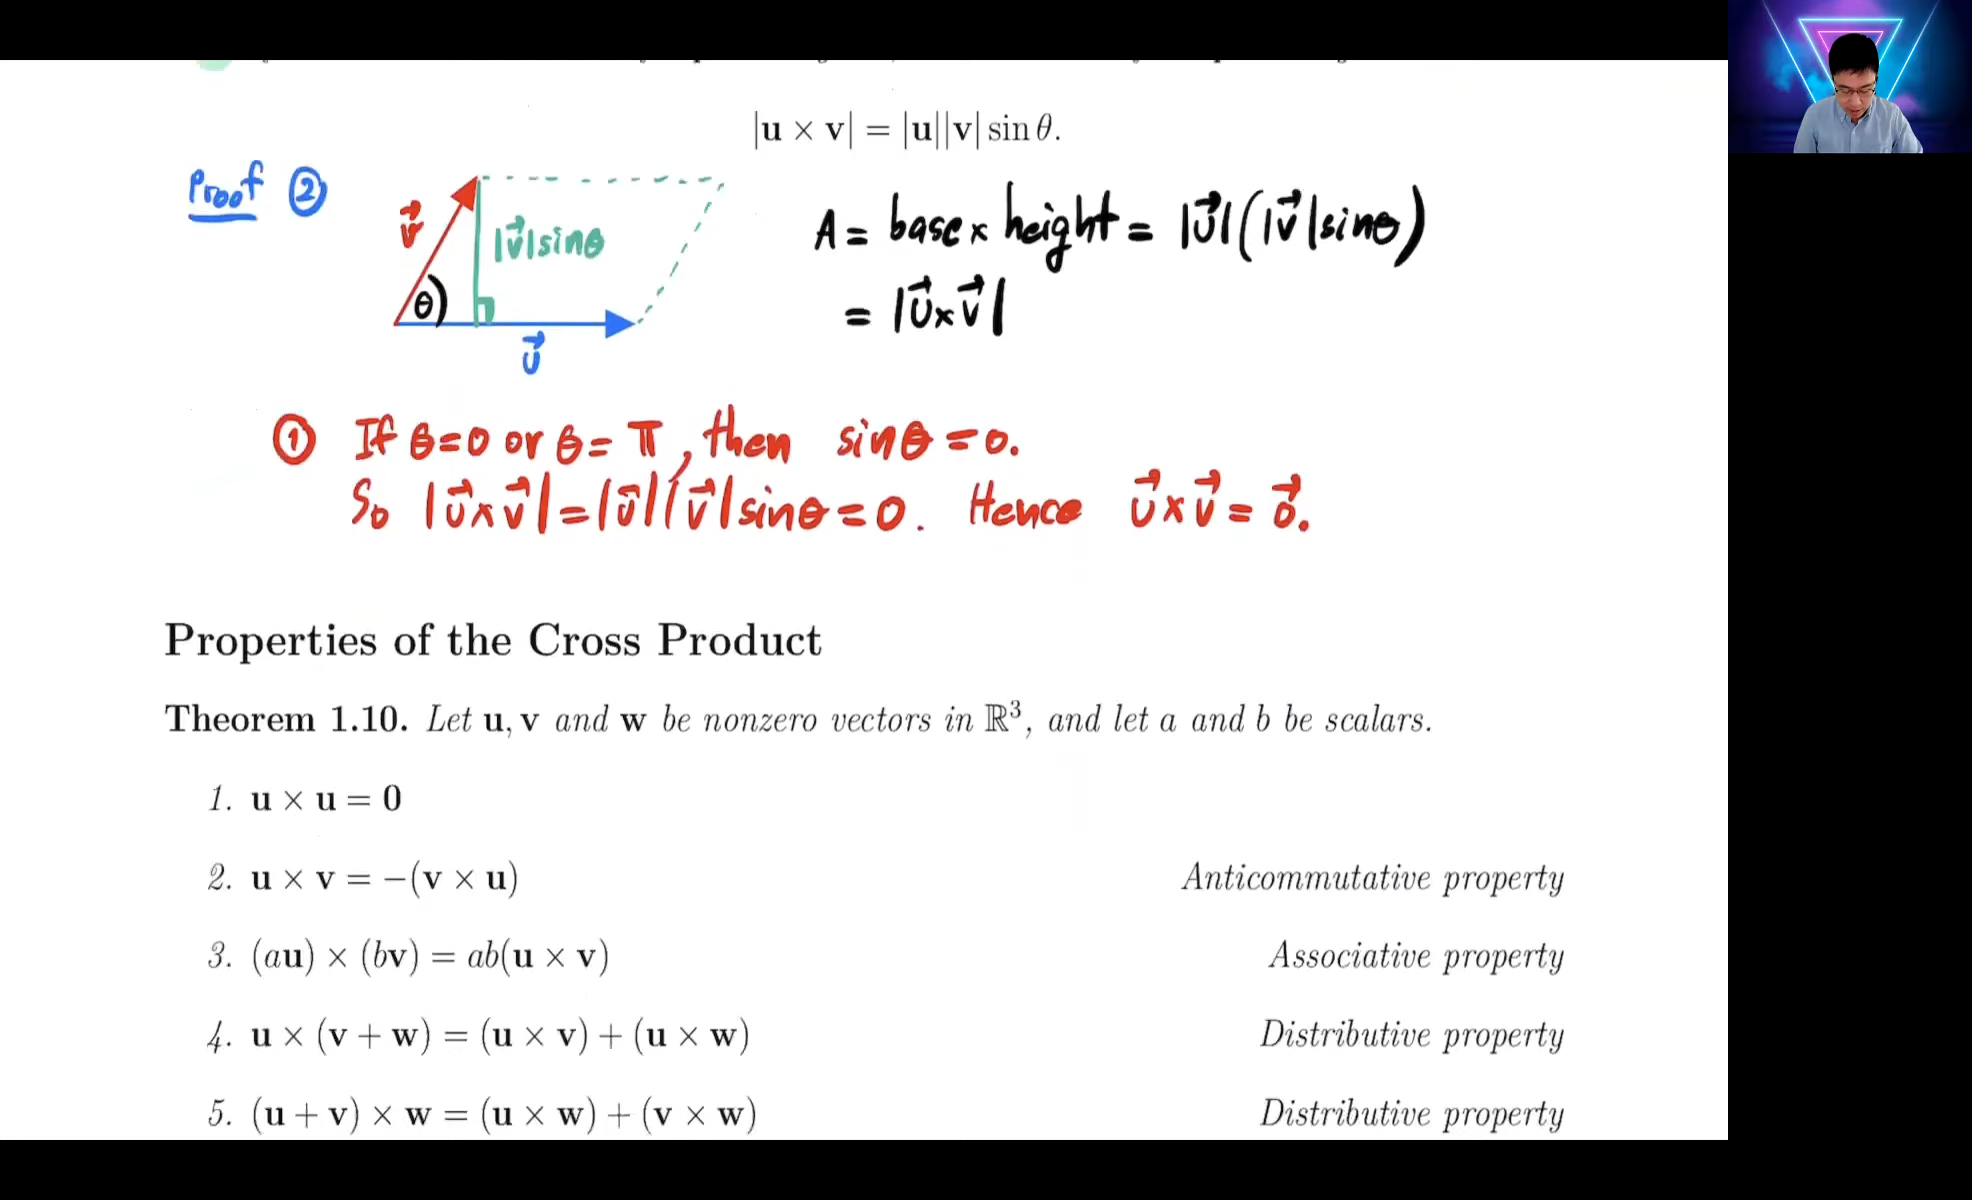 |u × v| = |u||v| sin θ.
Proof ②
v⃗
|v⃗|sinθ
θ
u⃗
A = base × height = |u⃗|(|v⃗|sinθ)
= |u⃗×v⃗|
① If θ=0 or θ=π, then sinθ=0.
So |u⃗×v⃗|=|u⃗||v⃗|sinθ=0. Hence u⃗×v⃗=0⃗.
Properties of the Cross Product
Theorem 1.10. Let u, v and w be nonzero vectors in ℝ³, and let a and b be scalars.
1. u × u = 0
2. u × v = −(v × u) Anticommutative property
3. (au) × (bv) = ab(u × v) Associative property
4. u × (v + w) = (u × v) + (u × w) Distributive property
5. (u + v) × w = (u × w) + (v × w) Distributive property